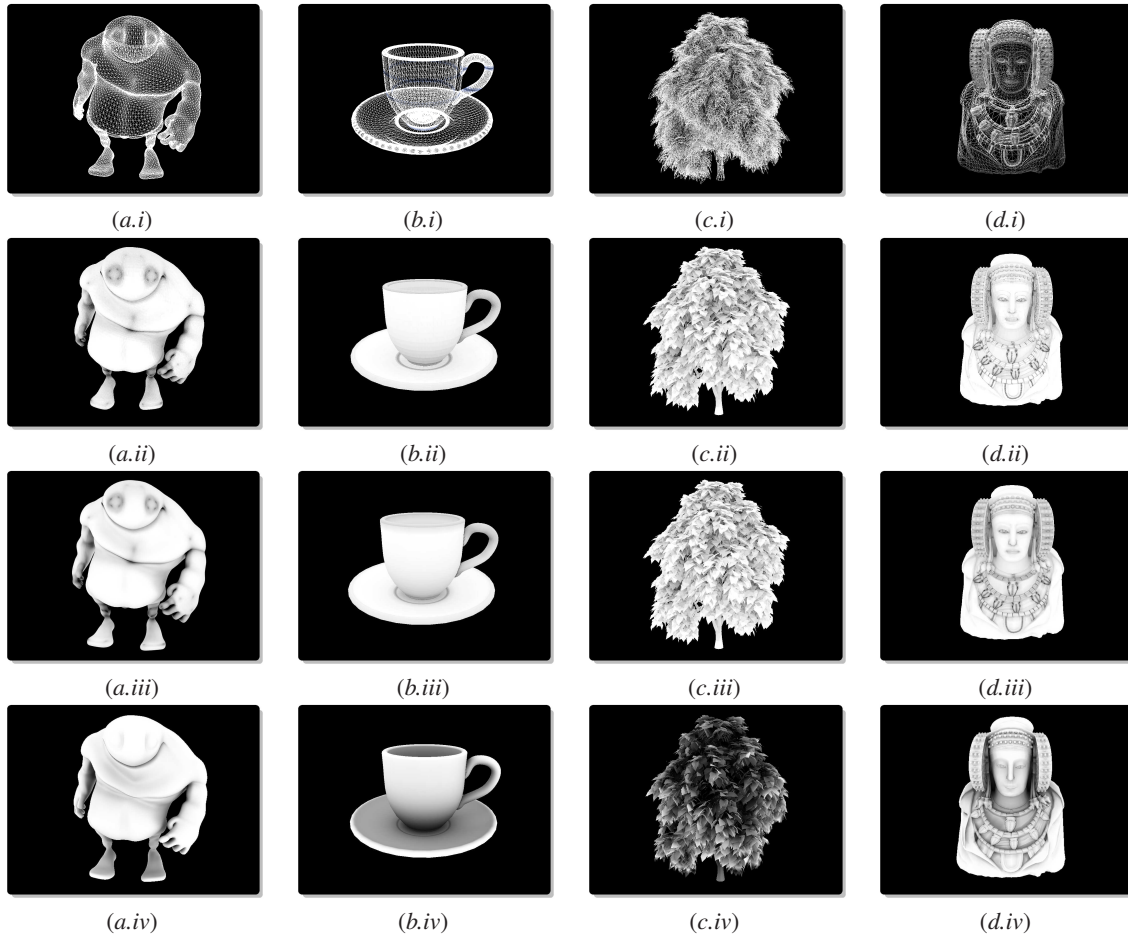 (a.i) (b.i) (c.i) (d.i)
(a.ii) (b.ii) (c.ii) (d.ii)
(a.iii) (b.iii) (c.iii) (d.iii)
(a.iv) (b.iv) (c.iv) (d.iv)